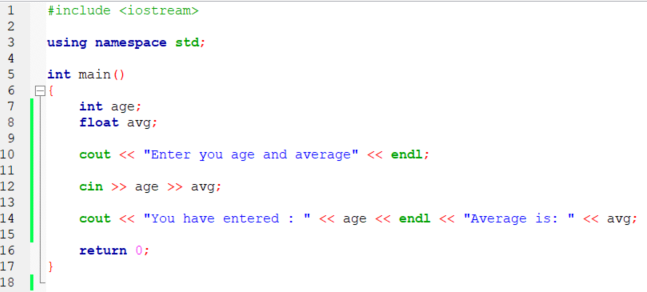 1 #include <iostream>
2
3 using namespace std;
4
5 int main()
6 {
7 int age;
8 float avg;
9
10 cout << "Enter you age and average" << endl;
11
12 cin >> age >> avg;
13
14 cout << "You have entered : " << age << endl << "Average is: " << avg;
15
16 return 0;
17 }
18